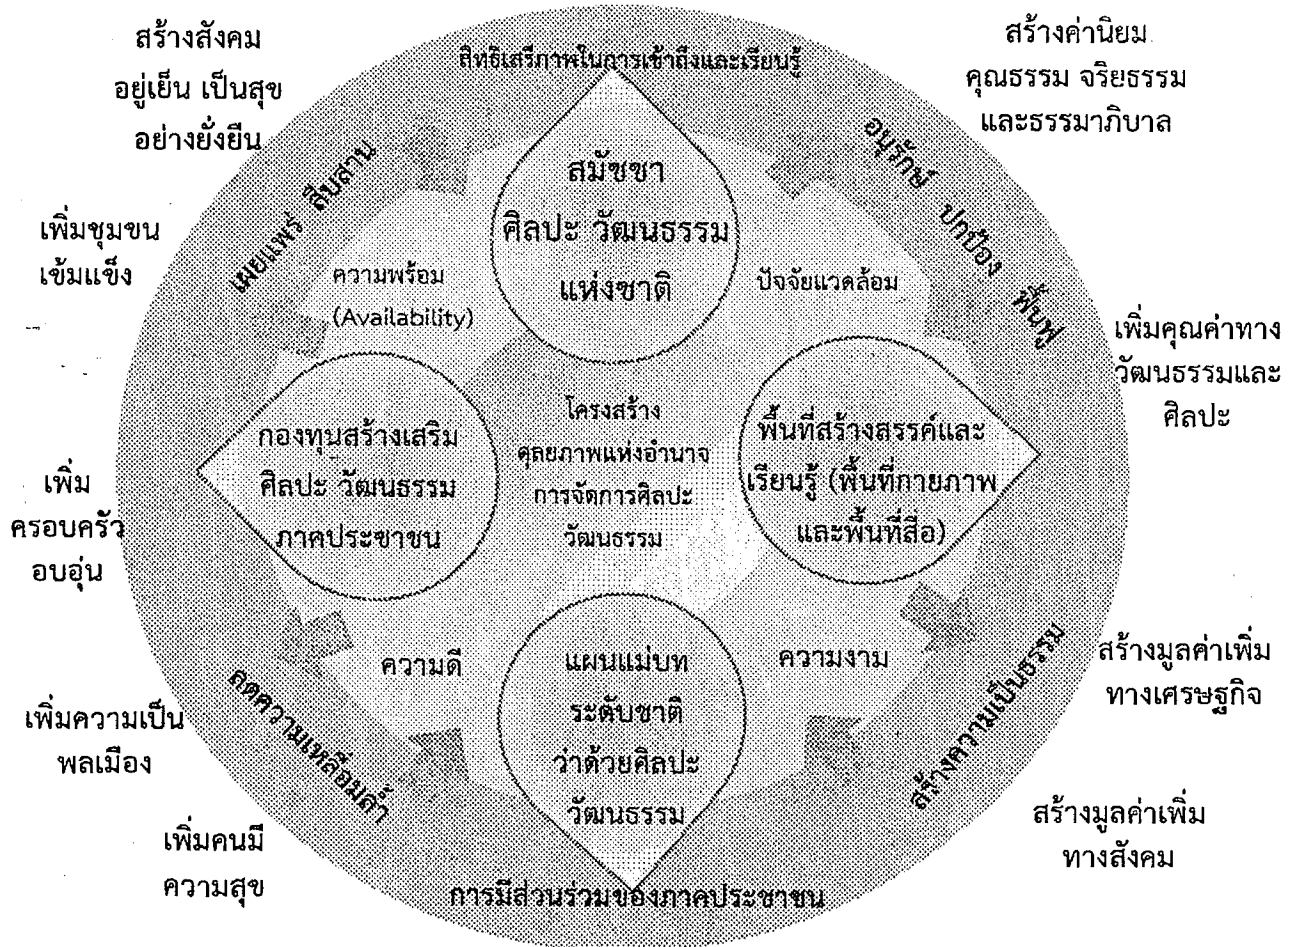 สร้างสังคม
อยู่เย็น เป็นสุข
อย่างยั่งยืน
สิทธิเสรีภาพในการเข้าถึงและเรียนรู้
สร้างค่านิยม
คุณธรรม จริยธรรม
และธรรมาภิบาล
เผยแพร่ สืบสาน
อนุรักษ์ ปกป้อง ฟื้นฟู
สมัชชา
ศิลปะ วัฒนธรรม
แห่งชาติ
เพิ่มชุมชน
เข้มแข็ง
ความพร้อม
(Availability)
ปัจจัยแวดล้อม
เพิ่มคุณค่าทาง
วัฒนธรรมและ
ศิลปะ
กองทุนสร้างเสริม
ศิลปะ วัฒนธรรม
ภาคประชาชน
โครงสร้าง
ดุลยภาพแห่งอำนาจ
การจัดการศิลปะ
วัฒนธรรม
พื้นที่สร้างสรรค์และ
เรียนรู้ (พื้นที่กายภาพ
และพื้นที่สื่อ)
เพิ่ม
ครอบครัว
อบอุ่น
ความดี
แผนแม่บท
ระดับชาติ
ว่าด้วยศิลปะ
วัฒนธรรม
ความงาม
ลดความเหลื่อมล้ำ
สร้างความเป็นธรรม
สร้างมูลค่าเพิ่ม
ทางเศรษฐกิจ
เพิ่มความเป็น
พลเมือง
สร้างมูลค่าเพิ่ม
ทางสังคม
เพิ่มคนมี
ความสุข
การมีส่วนร่วมของภาคประชาชน